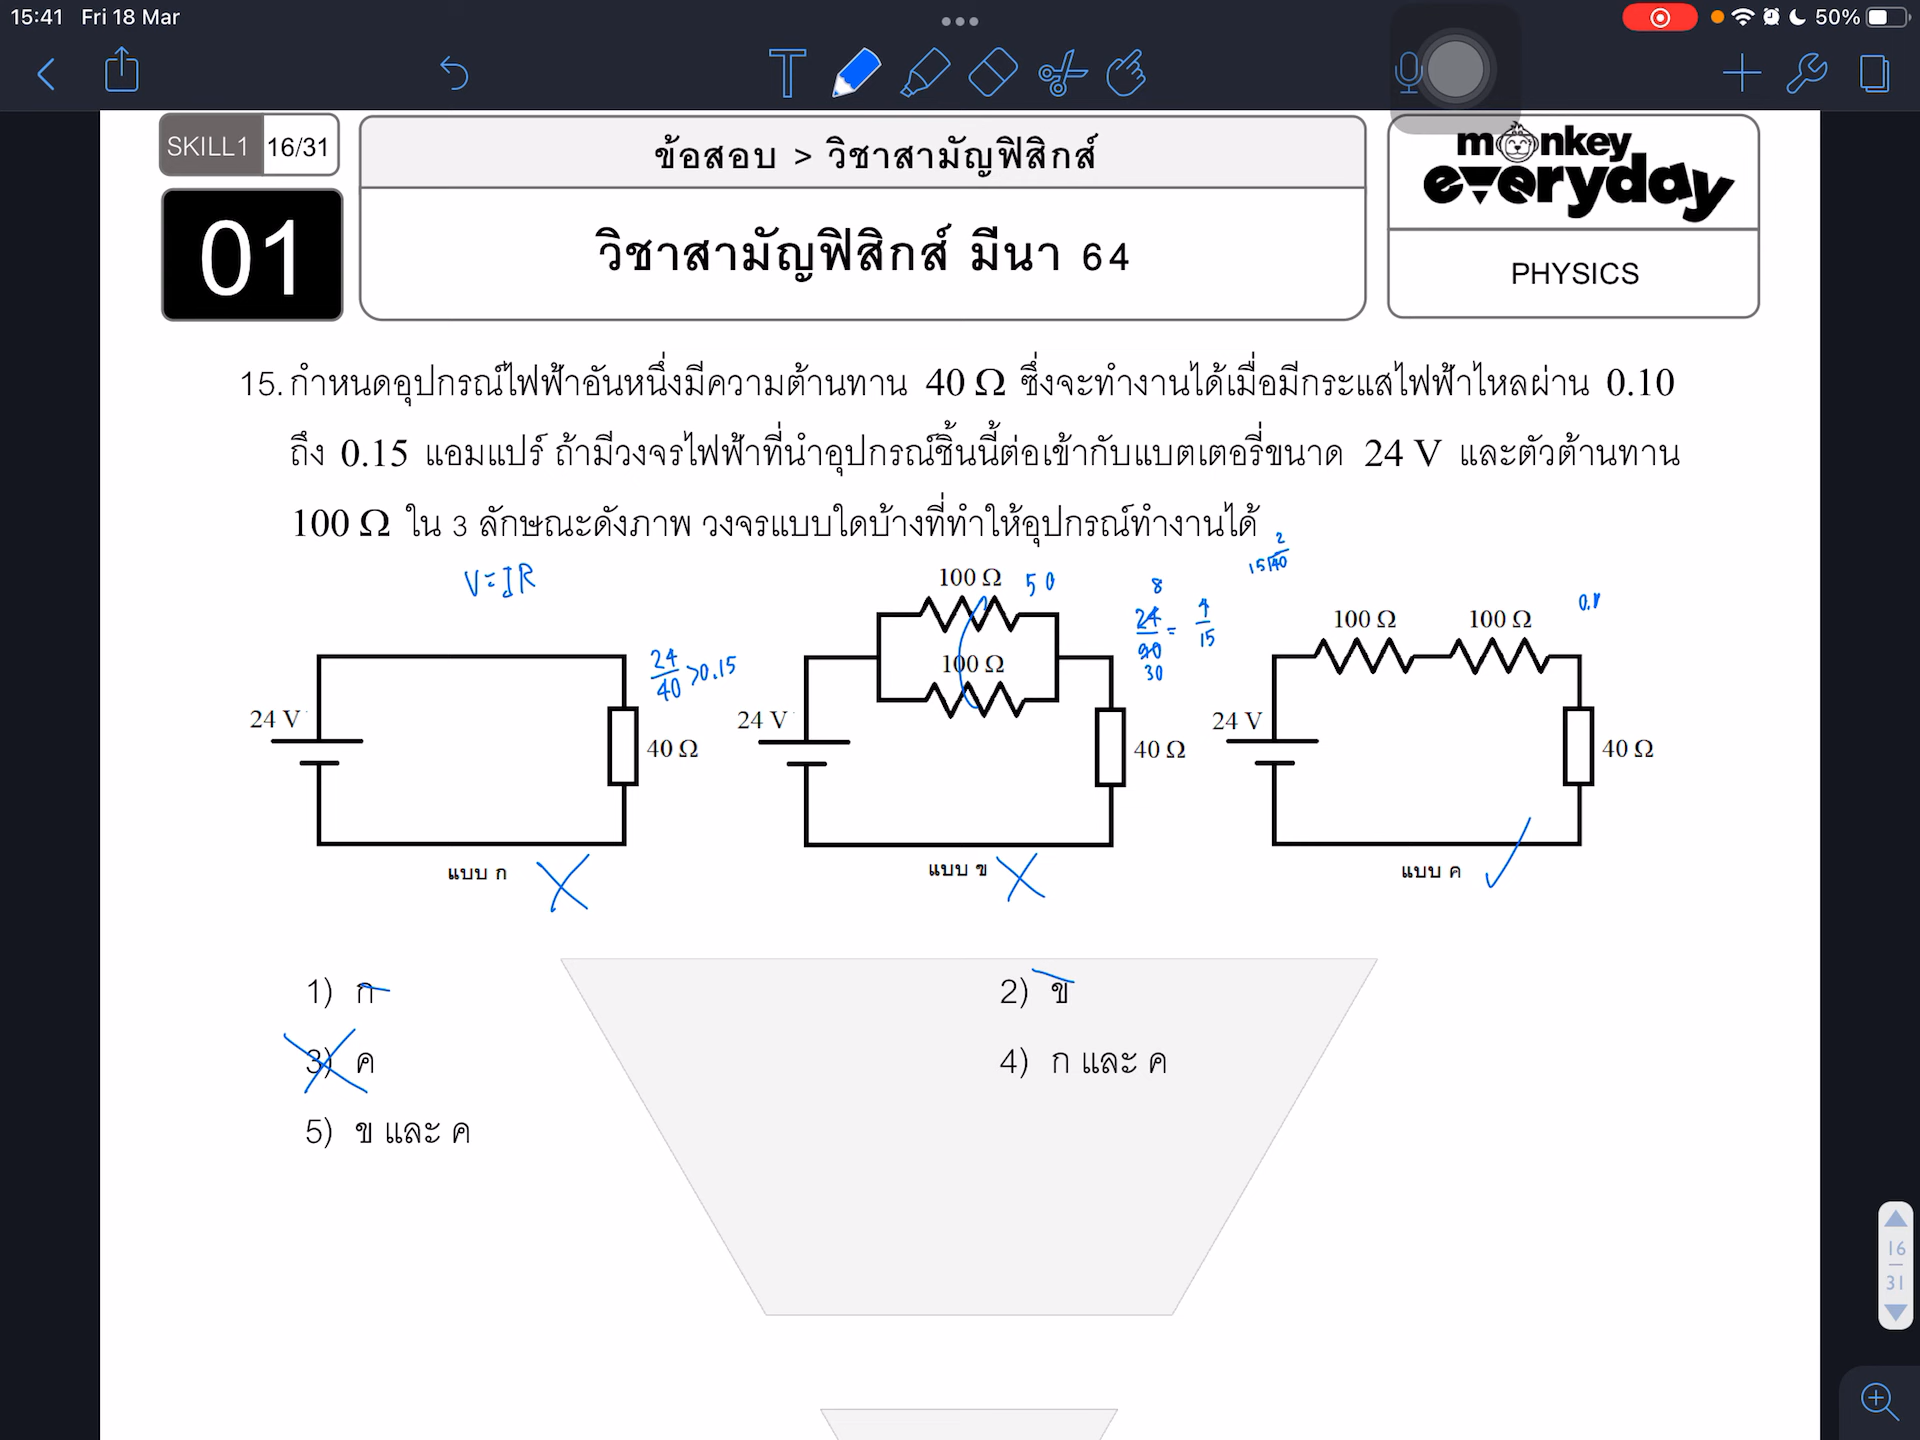 15:41 Fri 18 Mar
50%
SKILL1 16/31
01
ข้อสอบ > วิชาสามัญฟิสิกส์
วิชาสามัญฟิสิกส์ มีนา 64
monkey
everyday
PHYSICS
15. กำหนดอุปกรณ์ไฟฟ้าอันหนึ่งมีความต้านทาน 40 Ω ซึ่งจะทำงานได้เมื่อมีกระแสไฟฟ้าไหลผ่าน 0.10
ถึง 0.15 แอมแปร์ ถ้ามีวงจรไฟฟ้าที่นำอุปกรณ์ชิ้นนี้ต่อเข้ากับแบตเตอรี่ขนาด 24 V และตัวต้านทาน
100 Ω ใน 3 ลักษณะดังภาพ วงจรแบบใดบ้างที่ทำให้อุปกรณ์ทำงานได้
V=IR
24/40 >0.15
24 V
40 Ω
แบบ ก
100 Ω 50
100 Ω
8
24/90 = 4/15
30
24 V
40 Ω
แบบ ข
2
15 40
100 Ω 100 Ω
24 V
40 Ω
แบบ ค
1) ก
2) ข
3) ค
4) ก และ ค
5) ข และ ค
16
31